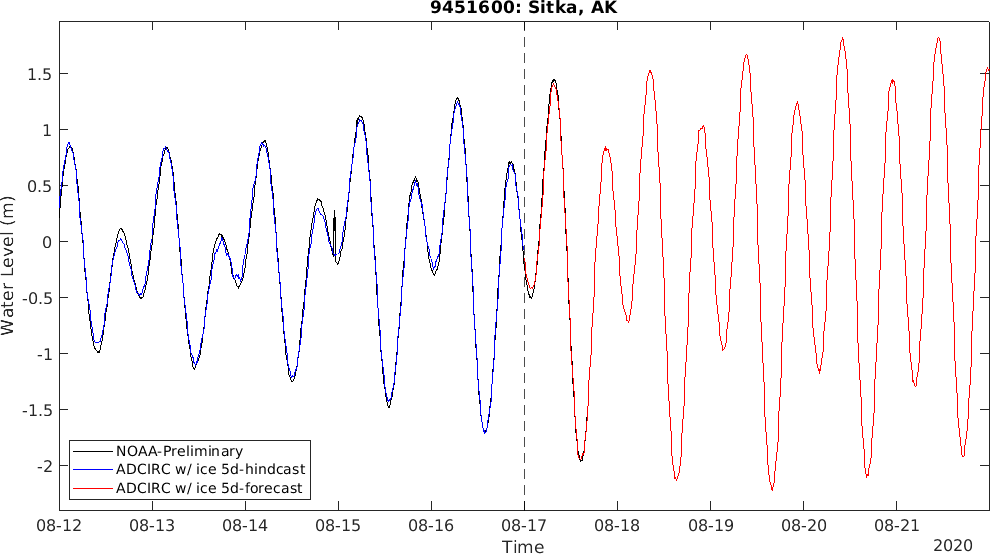 9451600: Sitka, AK
Water Level (m)
1.5
1
0.5
0
-0.5
-1
-1.5
-2
NOAA-Preliminary
ADCIRC w/ ice 5d-hindcast
ADCIRC w/ ice 5d-forecast
08-12 08-13 08-14 08-15 08-16 08-17 08-18 08-19 08-20 08-21
Time
2020